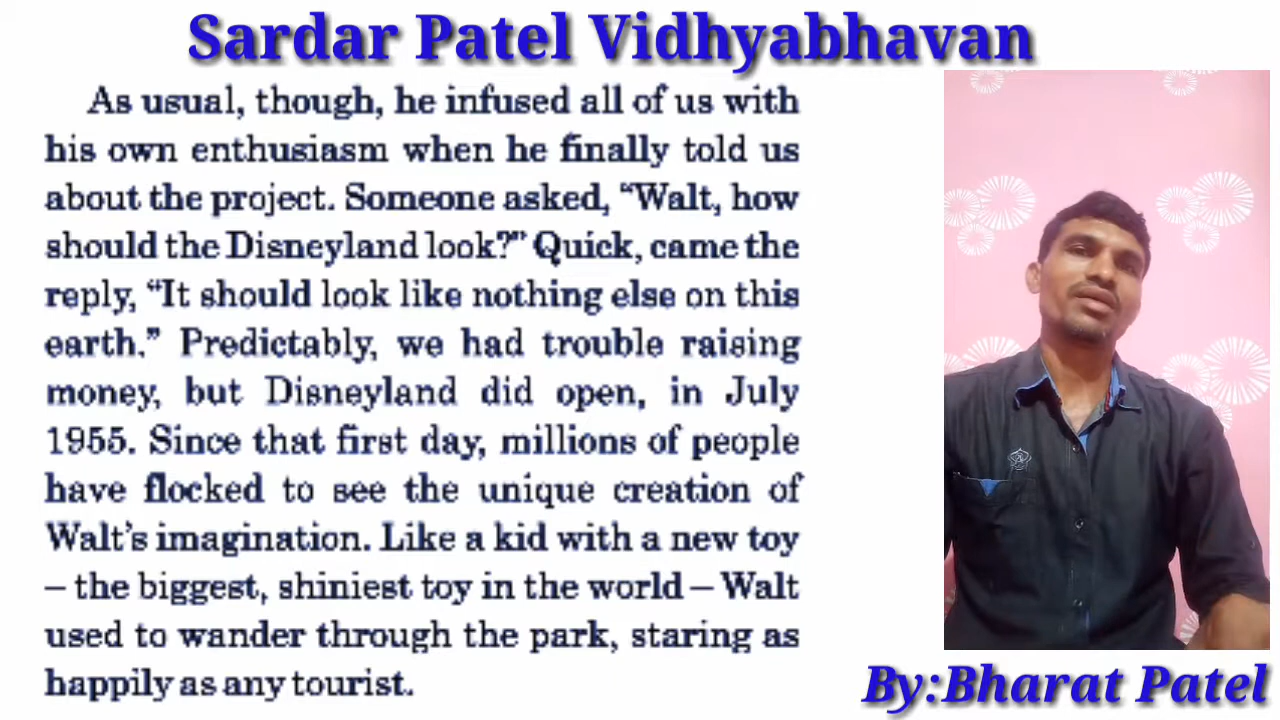 Sardar Patel Vidhyabhavan
As usual, though, he infused all of us with
his own enthusiasm when he finally told us
about the project. Someone asked, “Walt, how
should the Disneyland look?” Quick, came the
reply, “It should look like nothing else on this
earth.” Predictably, we had trouble raising
money, but Disneyland did open, in July
1955. Since that first day, millions of people
have flocked to see the unique creation of
Walt’s imagination. Like a kid with a new toy
– the biggest, shiniest toy in the world – Walt
used to wander through the park, staring as
happily as any tourist.
By:Bharat Patel